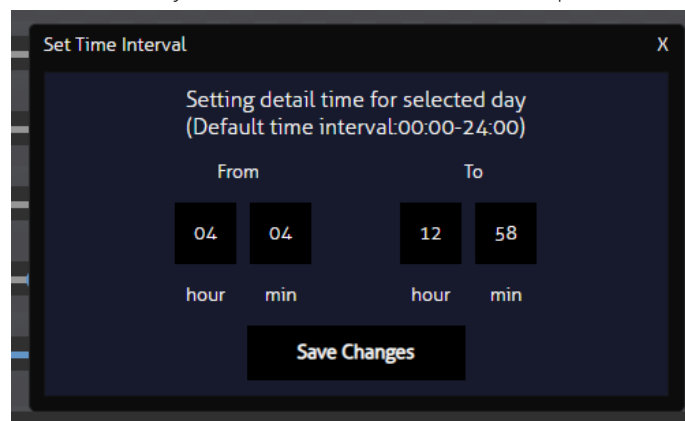 Set Time Interval X
Setting detail time for selected day
(Default time interval:00:00-24:00)
From To
04 04 12 58
hour min hour min
Save Changes